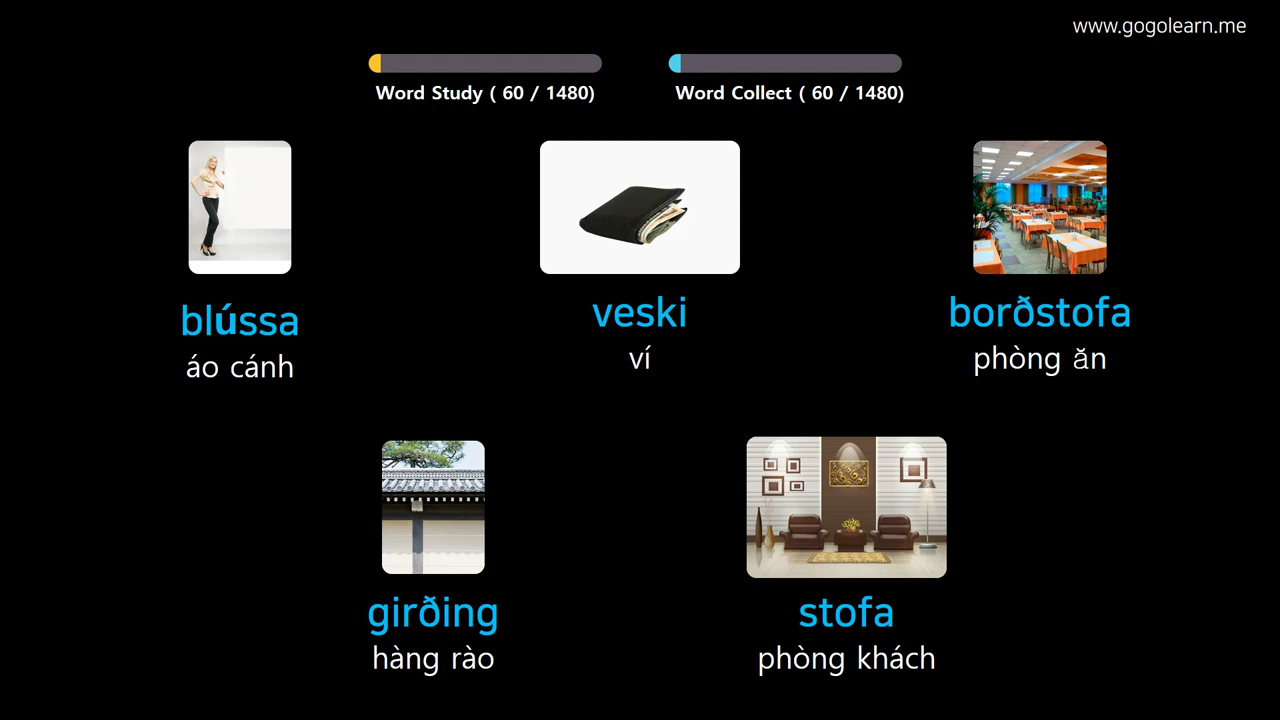 www.gogolearn.me
Word Study ( 60 / 1480)
Word Collect ( 60 / 1480)
blússa
áo cánh
veski
ví
borðstofa
phòng ăn
girðing
hàng rào
stofa
phòng khách